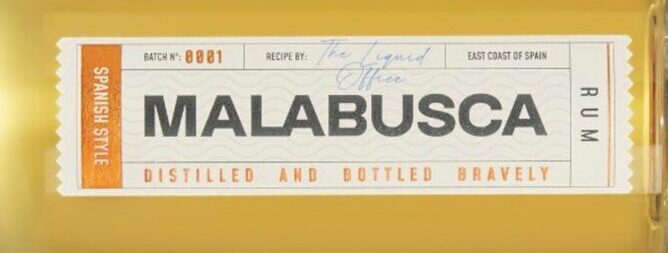 SPANISH STYLE
BATCH Nº: 0001
RECIPE BY: The Liquid
Office
EAST COAST OF SPAIN
MALABUSCA
DISTILLED AND BOTTLED BRAVELY
RUM